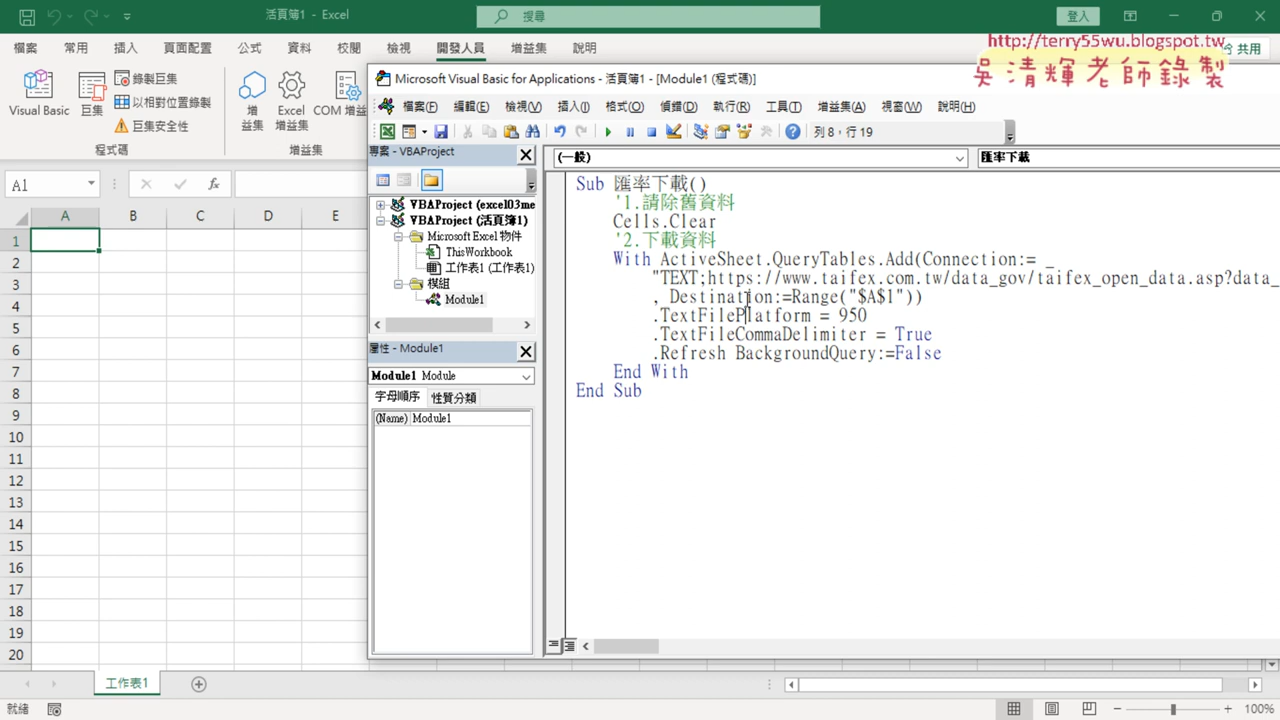 活頁簿1 - Excel
搜尋
登入
檔案 常用 插入 頁面配置 公式 資料 校閱 檢視 開發人員 增益集 說明
共用
http://terry55wu.blogspot.tw
吳清輝老師錄製
Visual Basic
巨集
錄製巨集
以相對位置錄製
巨集安全性
程式碼
增益集
Excel 增益集
COM 增益
增益集
Microsoft Visual Basic for Applications - 活頁簿1 - [Module1 (程式碼)]
檔案(F) 編輯(E) 檢視(V) 插入(I) 格式(O) 偵錯(D) 執行(R) 工具(T) 增益集(A) 視窗(W) 說明(H)
列 8，行 19
專案 - VBAProject
VBAProject (excel03me
VBAProject (活頁簿1)
Microsoft Excel 物件
ThisWorkbook
工作表1 (工作表1)
模組
Module1
屬性 - Module1
Module1 Module
字母順序 性質分類
(Name) Module1
(一般)
匯率下載
Sub 匯率下載()
'1.請除舊資料
Cells.Clear
'2.下載資料
With ActiveSheet.QueryTables.Add(Connection:= _
"TEXT;https://www.taifex.com.tw/data_gov/taifex_open_data.asp?data_
, Destination:=Range("$A$1"))
.TextFilePlatform = 950
.TextFileCommaDelimiter = True
.Refresh BackgroundQuery:=False
End With
End Sub
A1
fx
A B C D E
1
2
3
4
5
6
7
8
9
10
11
12
13
14
15
16
17
18
19
20
工作表1
就緒
100%